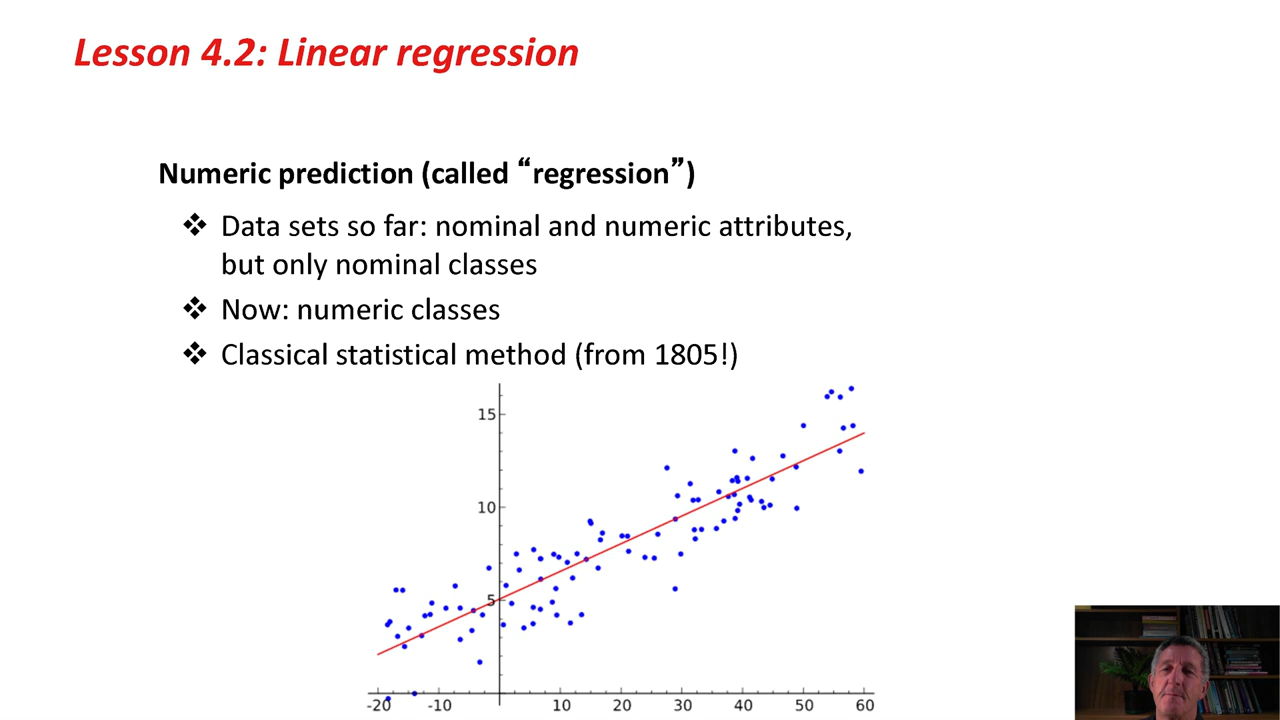 Lesson 4.2: Linear regression
Numeric prediction (called “regression”)
❖ Data sets so far: nominal and numeric attributes,
but only nominal classes
❖ Now: numeric classes
❖ Classical statistical method (from 1805!)
15
10
5
-20 -10 10 20 30 40 50 60